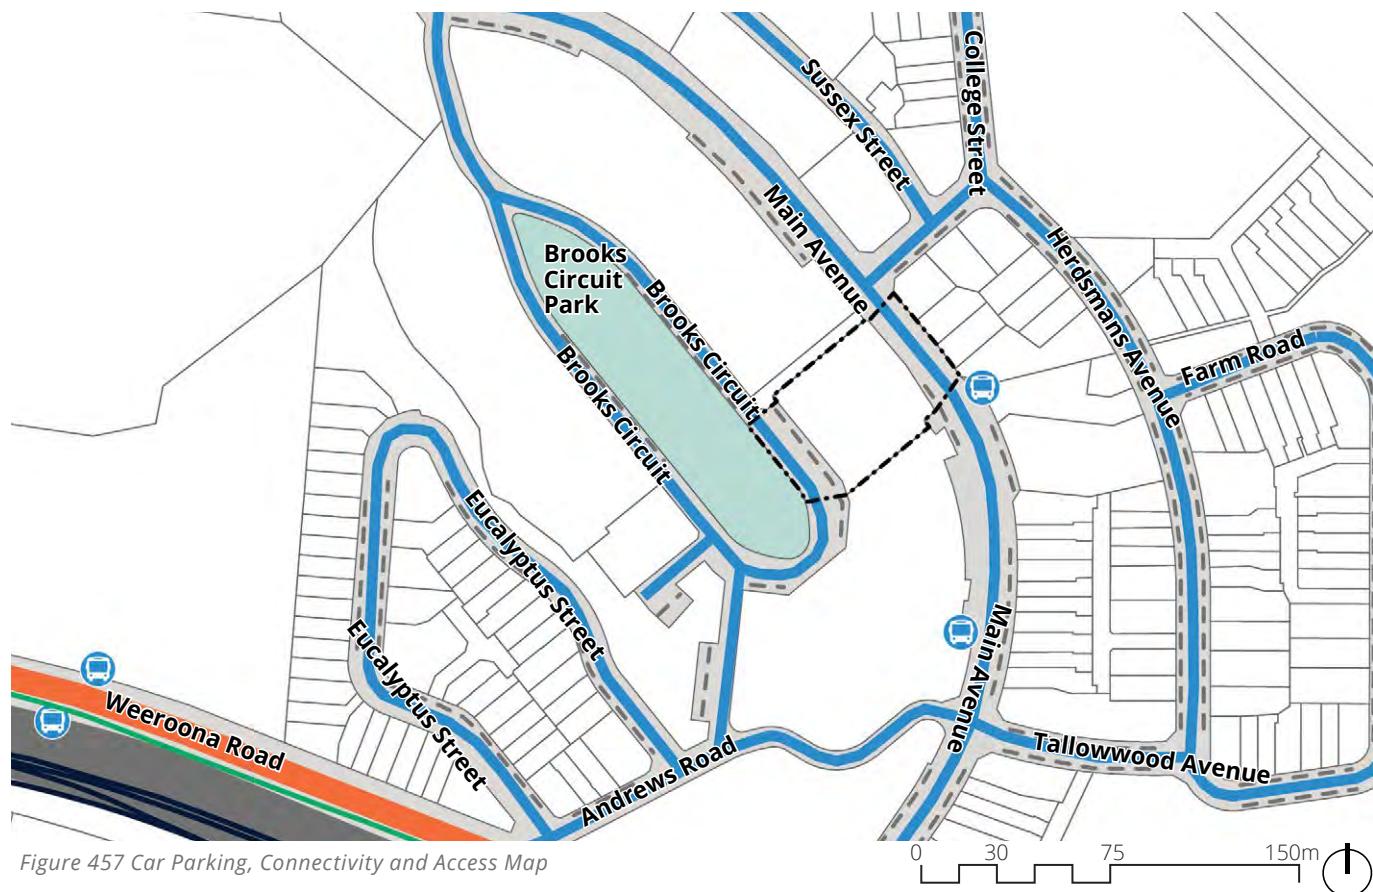 Sussex Street
College Street
Main Avenue
Brooks
Circuit
Park
Brooks Circuit
Brooks Circuit
Herdsmans Avenue
Farm Road
Eucalyptus Street
Eucalyptus Street
Main Avenue
Weeroona Road
Andrews Road
Tallowwood Avenue
Figure 457 Car Parking, Connectivity and Access Map
0 30 75 150m